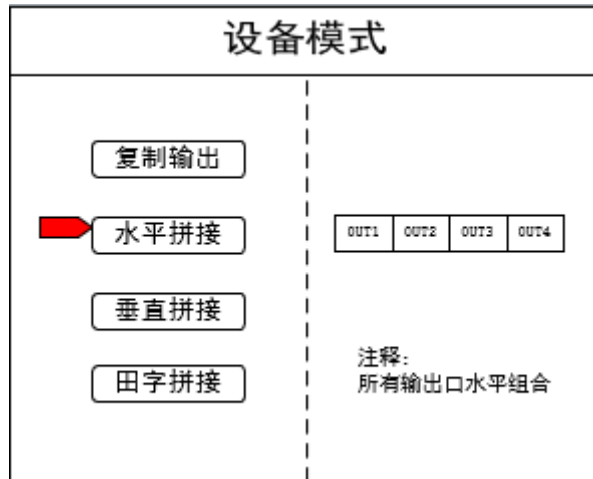 设备模式
复制输出
水平拼接
垂直拼接
田字拼接
OUT1 OUT2 OUT3 OUT4
注释:
所有输出口水平组合